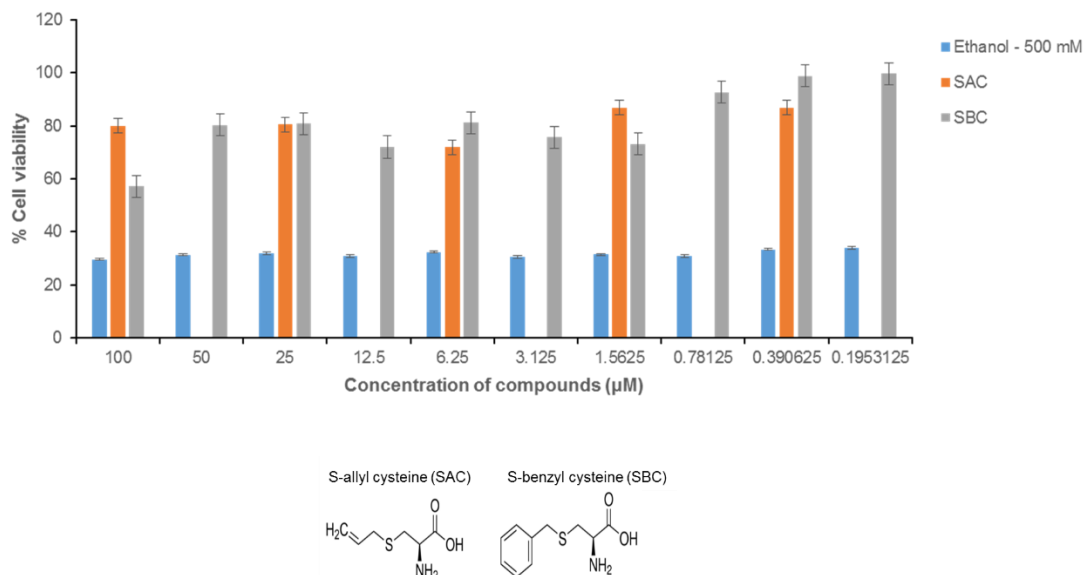 120
100
80
60
40
20
0
% Cell viability
100 50 25 12.5 6.25 3.125 1.5625 0.78125 0.390625 0.1953125
Concentration of compounds (µM)
Ethanol - 500 mM
SAC
SBC
S-allyl cysteine (SAC) S-benzyl cysteine (SBC)
O O
H₂C S OH S OH
NH₂ NH₂